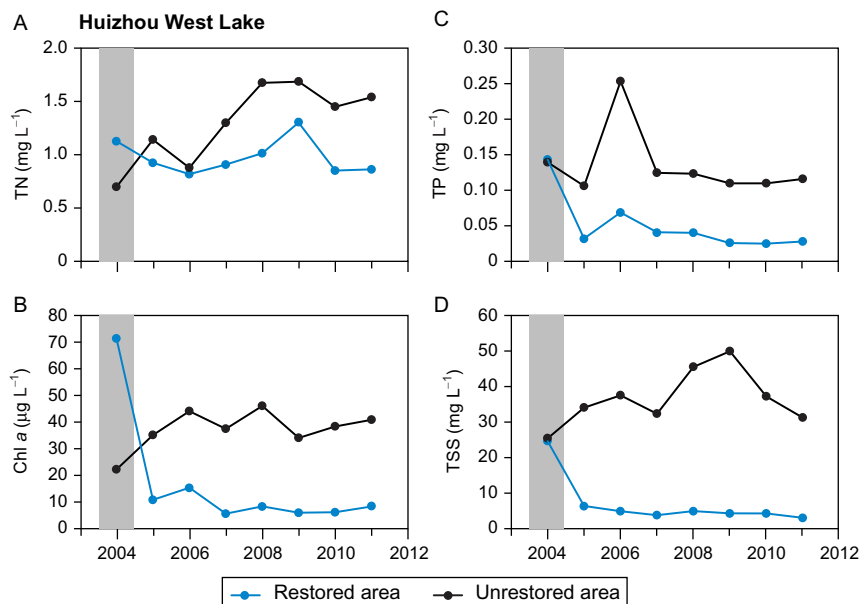 A Huizhou West Lake
TN (mg L⁻¹)
2.0
1.5
1.0
0.5
0
C
TP (mg L⁻¹)
0.30
0.25
0.20
0.15
0.10
0.05
0
B
Chl a (µg L⁻¹)
80
70
60
50
40
30
20
10
0
2004 2006 2008 2010 2012
D
TSS (mg L⁻¹)
60
50
40
30
20
10
0
2004 2006 2008 2010 2012
Restored area Unrestored area